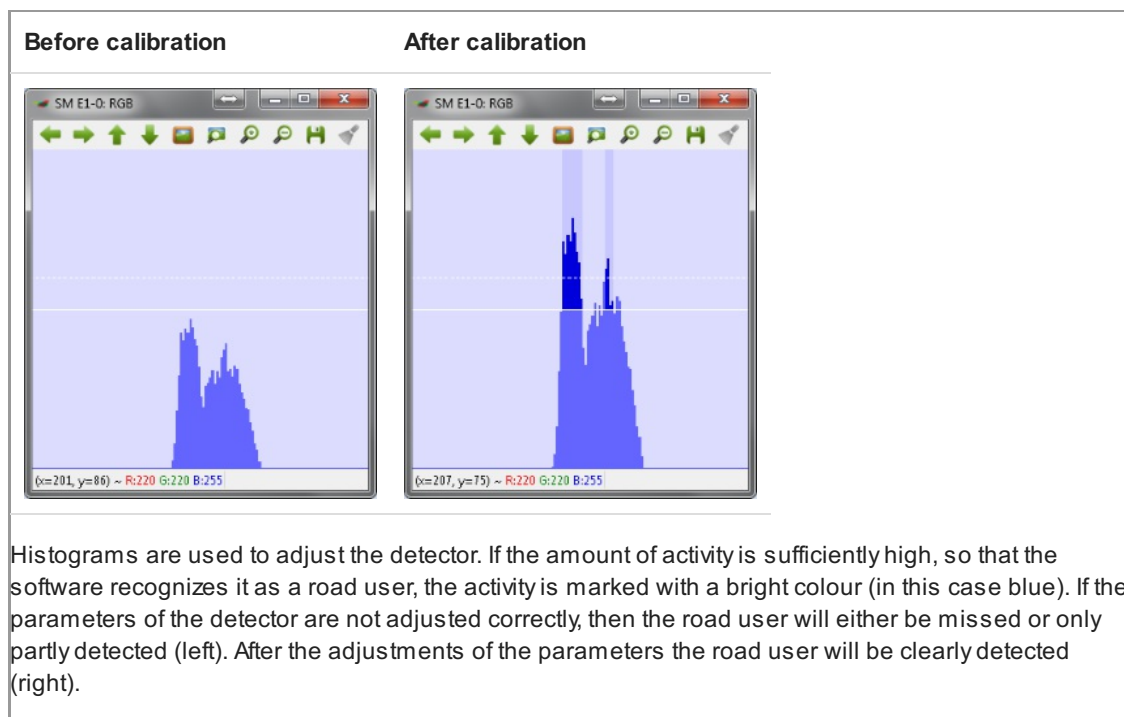 Before calibration After calibration
SM E1-0: RGB SM E1-0: RGB
(x=201, y=86) ~ R:220 G:220 B:255 (x=207, y=75) ~ R:220 G:220 B:255
Histograms are used to adjust the detector. If the amount of activity is sufficiently high, so that the
software recognizes it as a road user, the activity is marked with a bright colour (in this case blue). If the
parameters of the detector are not adjusted correctly, then the road user will either be missed or only
partly detected (left). After the adjustments of the parameters the road user will be clearly detected
(right).